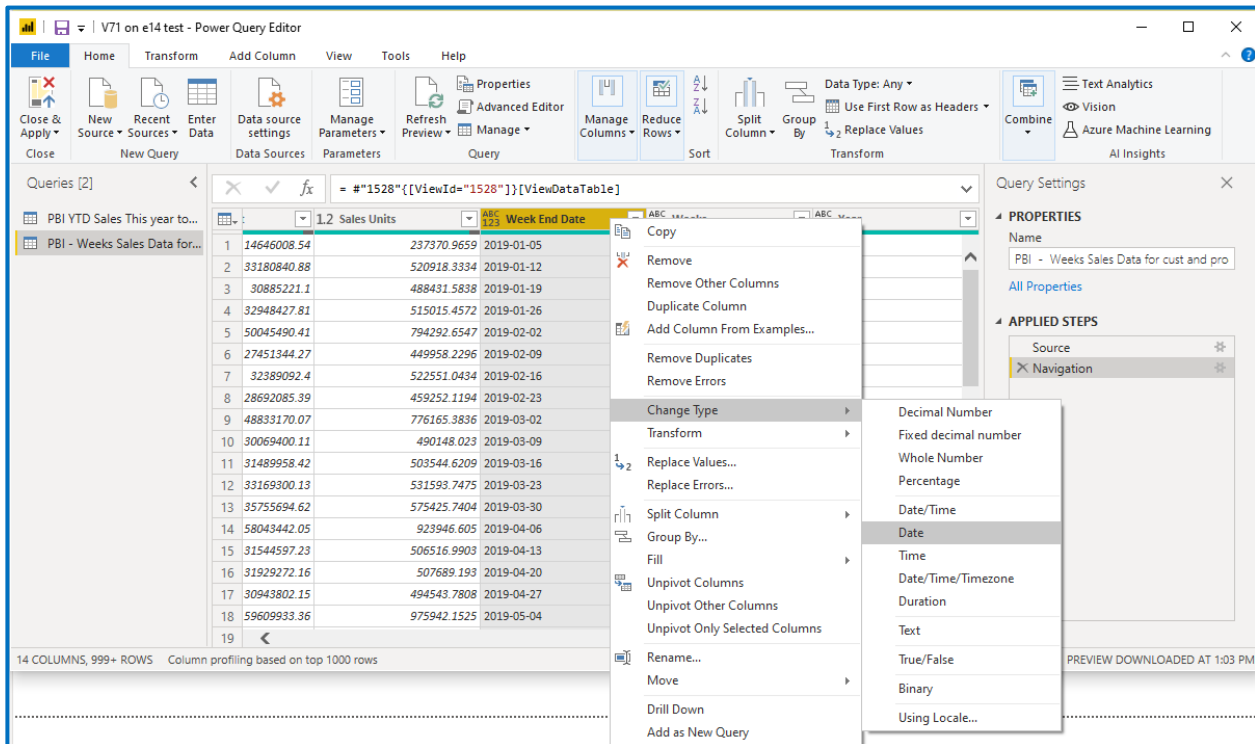 V71 on e14 test - Power Query Editor
File Home Transform Add Column View Tools Help
Close & Apply
New Source
Recent Sources
Enter Data
Data source settings
Manage Parameters
Refresh Preview
Properties
Advanced Editor
Manage
Manage Columns
Reduce Rows
Split Column
Group By
Data Type: Any
Use First Row as Headers
Replace Values
Combine
Text Analytics
Vision
Azure Machine Learning
Close New Query Data Sources Parameters Query Sort Transform AI Insights
Queries [2]
PBI YTD Sales This year to...
PBI - Weeks Sales Data for...
= #"1528"{[ViewId="1528"]}[ViewDataTable]
1.2 Sales Units ABC 123 Week End Date
1 14646008.54 237370.9659 2019-01-05
2 33180840.88 520918.3334 2019-01-12
3 30885221.1 488431.5838 2019-01-19
4 32948427.81 515015.4572 2019-01-26
5 50045490.41 794292.6547 2019-02-02
6 27451344.27 449958.2296 2019-02-09
7 32389092.4 522551.0434 2019-02-16
8 28692085.39 459252.1194 2019-02-23
9 48833170.07 776165.3836 2019-03-02
10 30069400.11 490148.023 2019-03-09
11 31489958.42 503544.6209 2019-03-16
12 33169300.13 531593.7475 2019-03-23
13 35755694.62 575425.7404 2019-03-30
14 58043442.05 923946.605 2019-04-06
15 31544597.23 506516.9903 2019-04-13
16 31929272.16 507689.193 2019-04-20
17 30943802.15 494543.7808 2019-04-27
18 59609933.36 975942.1525 2019-05-04
19
Copy
Remove
Remove Other Columns
Duplicate Column
Add Column From Examples...
Remove Duplicates
Remove Errors
Change Type
Transform
Replace Values...
Replace Errors...
Split Column
Group By...
Fill
Unpivot Columns
Unpivot Other Columns
Unpivot Only Selected Columns
Rename...
Move
Drill Down
Add as New Query
Decimal Number
Fixed decimal number
Whole Number
Percentage
Date/Time
Date
Time
Date/Time/Timezone
Duration
Text
True/False
Binary
Using Locale...
Query Settings
PROPERTIES
Name
PBI - Weeks Sales Data for cust and pro
All Properties
APPLIED STEPS
Source
Navigation
14 COLUMNS, 999+ ROWS Column profiling based on top 1000 rows
PREVIEW DOWNLOADED AT 1:03 PM